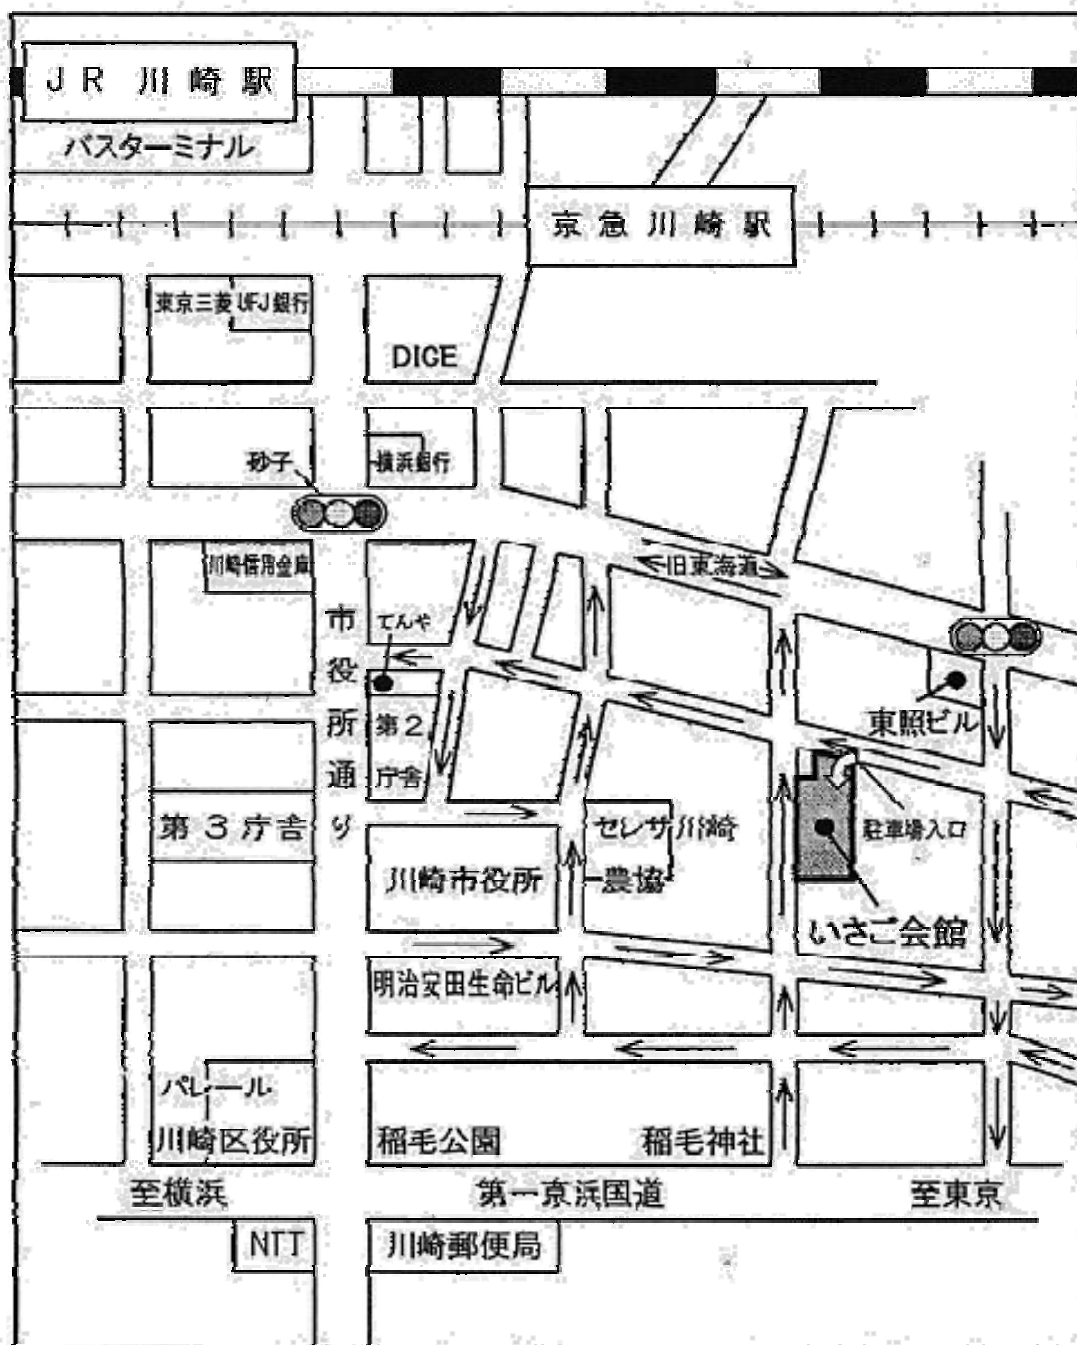 JR 川崎駅
バスターミナル
京急川崎駅
東京三菱UFJ銀行
DICE
砂子
横浜銀行
川崎信用金庫
旧東海道
市役所通り
てんや
第2
庁舎
東照ビル
第3庁舎
セレサ川崎
農協
駐車場入口
川崎市役所
いさご会館
明治安田生命ビル
パレール
川崎区役所
稲毛公園
稲毛神社
至横浜
第一京浜国道
至東京
NTT
川崎郵便局